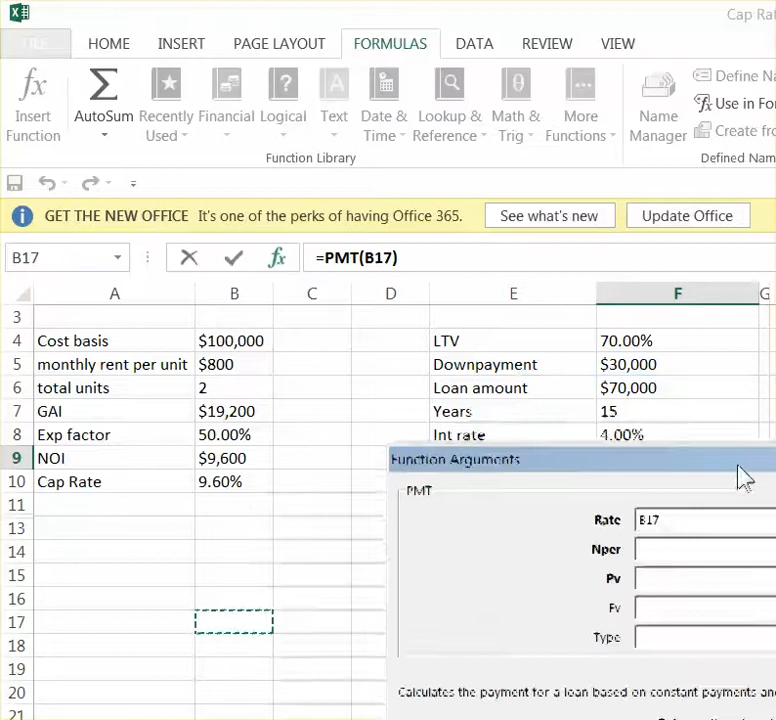 Cap Rat
FILE HOME INSERT PAGE LAYOUT FORMULAS DATA REVIEW VIEW
fx Σ ★ ? A θ Define Na
Insert Function AutoSum Recently Used Financial Logical Text Date & Time Lookup & Reference Math & Trig More Functions Name Manager Use in For
Create fro
Function Library Defined Nam
GET THE NEW OFFICE It's one of the perks of having Office 365. See what's new Update Office
B17 fx =PMT(B17)
A B C D E F G
3
4 Cost basis $100,000 LTV 70.00%
5 monthly rent per unit $800 Downpayment $30,000
6 total units 2 Loan amount $70,000
7 GAI $19,200 Years 15
8 Exp factor 50.00% Int rate 4.00%
9 NOI $9,600 Function Arguments
10 Cap Rate 9.60% PMT
11
13 Rate B17
14 Nper
15 Pv
16 Fv
17 Type
18
19
20 Calculates the payment for a loan based on constant payments and
21